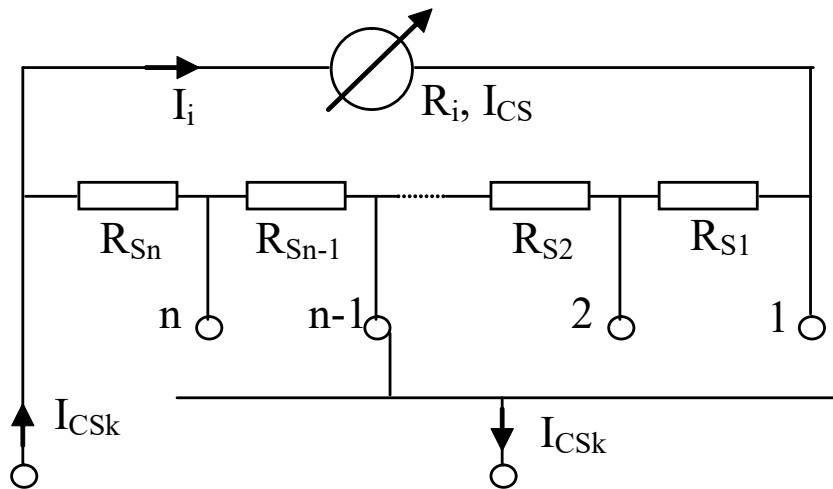 I_i
R_i, I_CS
R_Sn
R_Sn-1
R_S2
R_S1
n
n-1
2
1
I_CSk
I_CSk